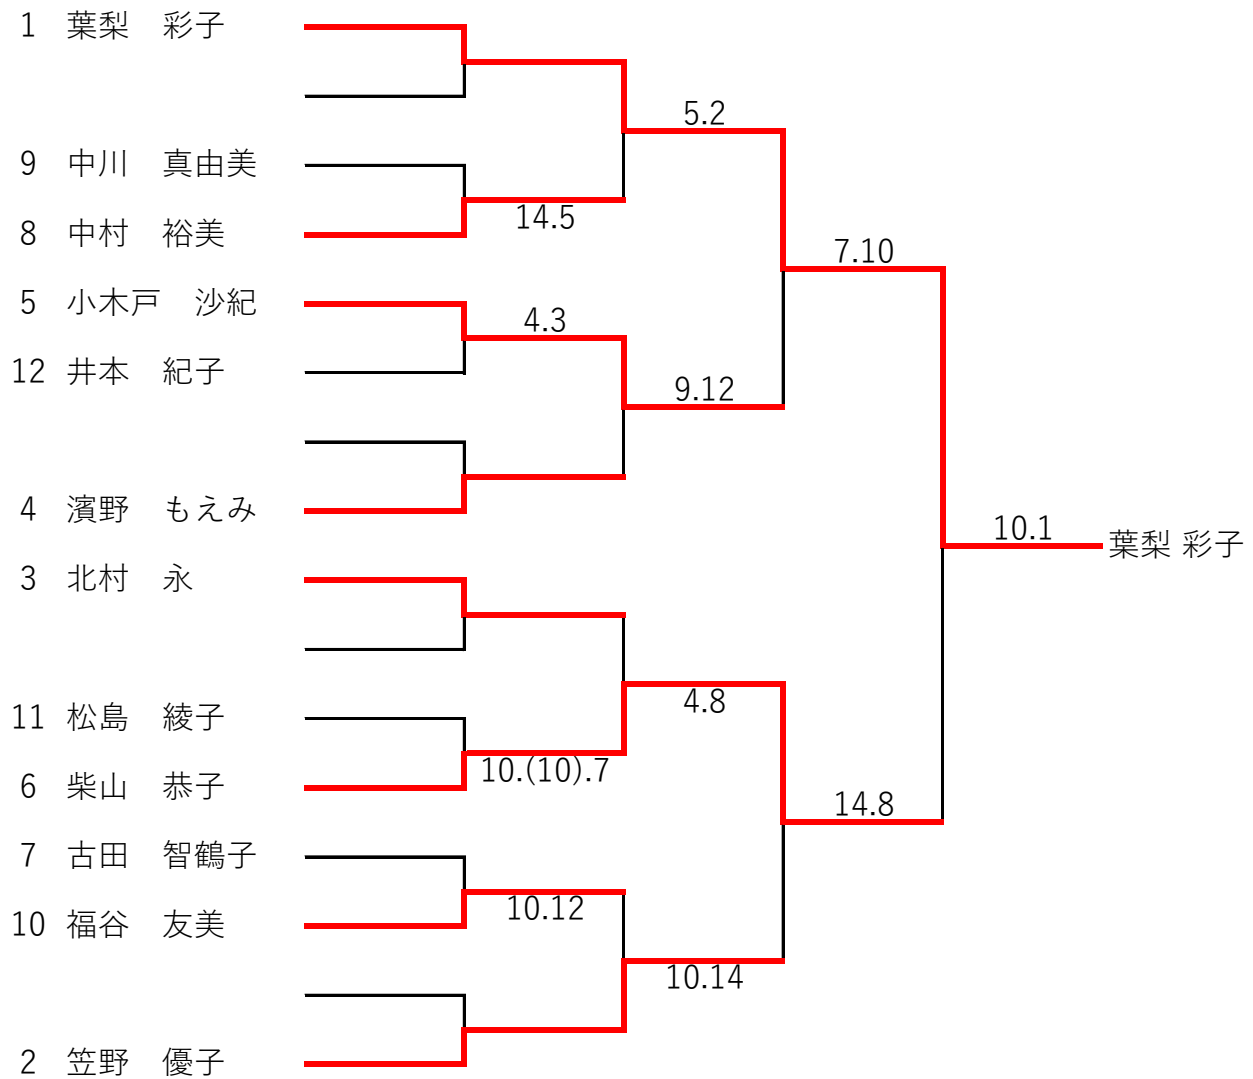 1 葉梨 彩子
5.2
9 中川 真由美
14.5
8 中村 裕美
7.10
5 小木戸 沙紀
4.3
12 井本 紀子
9.12
4 濱野 もえみ
10.1
葉梨 彩子
3 北村 永
4.8
11 松島 綾子
10.(10).7
6 柴山 恭子
14.8
7 古田 智鶴子
10.12
10 福谷 友美
10.14
2 笠野 優子